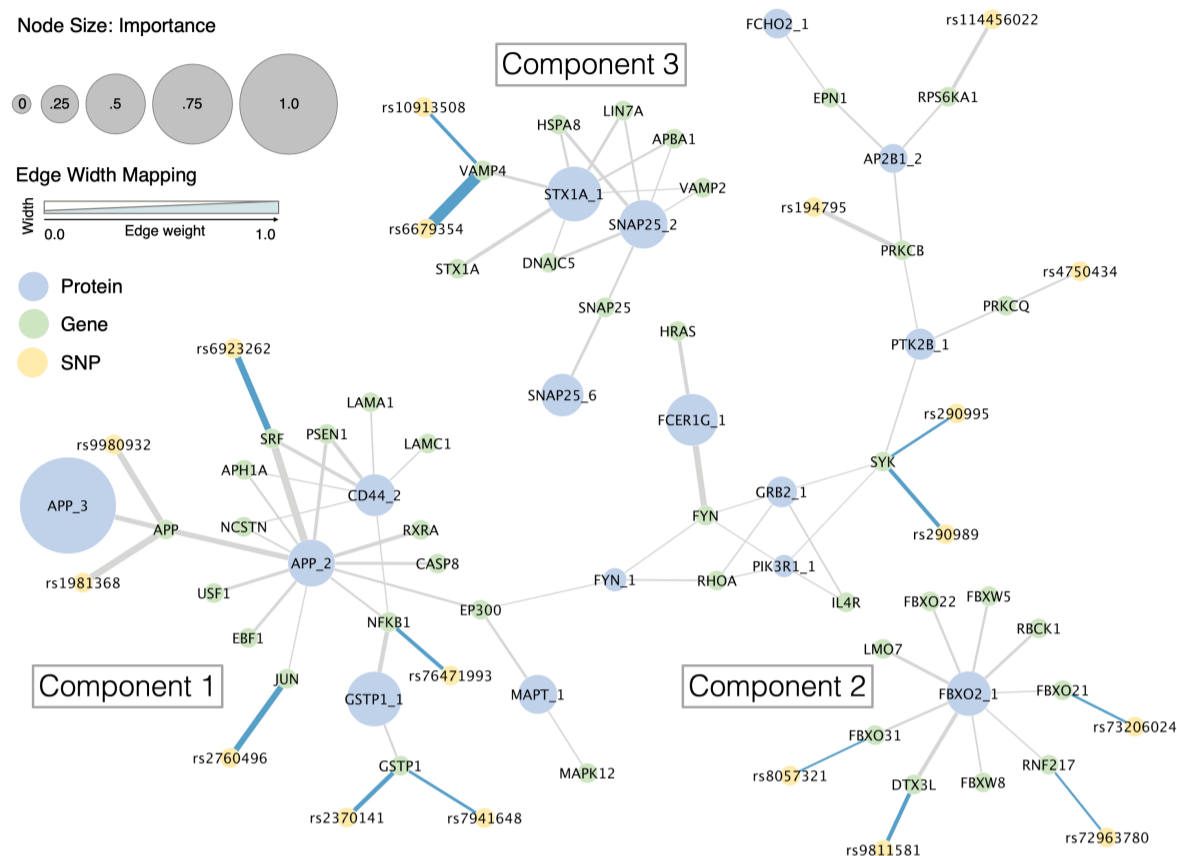 Node Size: Importance
0
.25
.5
.75
1.0
Edge Width Mapping
Width
0.0
Edge weight
1.0
Protein
Gene
SNP
Component 3
rs10913508
HSPA8
LIN7A
APBA1
VAMP4
STX1A_1
VAMP2
SNAP25_2
rs6679354
STX1A
DNAJC5
SNAP25
SNAP25_6
FCHO2_1
rs114456022
EPN1
RPS6KA1
AP2B1_2
rs194795
PRKCB
rs4750434
PRKCQ
PTK2B_1
HRAS
FCER1G_1
rs290995
SYK
GRB2_1
FYN
rs290989
PIK3R1_1
FYN_1
RHOA
IL4R
rs6923262
LAMA1
SRF
PSEN1
LAMC1
rs9980932
APH1A
CD44_2
APP_3
APP
NCSTN
RXRA
APP_2
CASP8
rs1981368
USF1
EP300
NFKB1
EBF1
JUN
rs76471993
Component 1
GSTP1_1
MAPT_1
rs2760496
GSTP1
MAPK12
rs2370141
rs7941648
Component 2
FBXO22
FBXW5
RBCK1
LMO7
FBXO2_1
FBXO21
rs73206024
FBXO31
RNF217
rs8057321
DTX3L
FBXW8
rs72963780
rs9811581